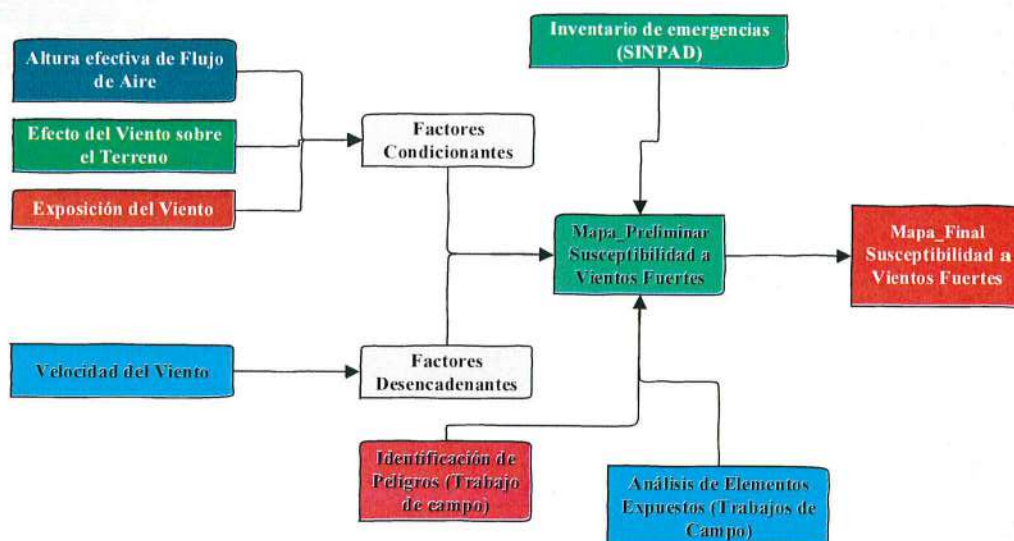 Inventario de emergencias
(SINPAD)
Altura efectiva de Flujo
de Aire
Efecto del Viento sobre
el Terreno
Exposición del Viento
Factores
Condicionantes
Mapa_Preliminar
Susceptibilidad a
Vientos Fuertes
Mapa_Final
Susceptibilidad a
Vientos Fuertes
Velocidad del Viento
Factores
Desencadenantes
Identificación de
Peligros (Trabajo
de campo)
Análisis de Elementos
Expuestos (Trabajos de
Campo)